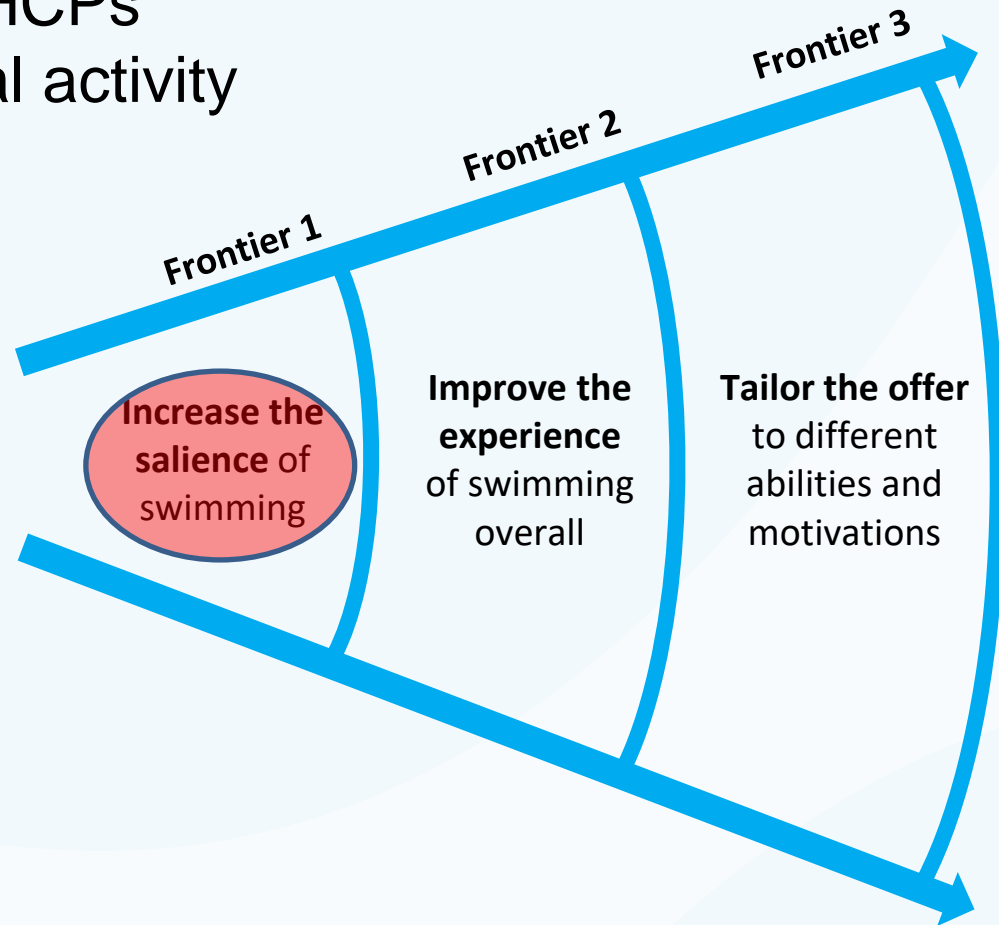 HCPs
al activity
Frontier 1
Frontier 2
Frontier 3
Increase the
salience of
swimming
Improve the
experience
of swimming
overall
Tailor the offer
to different
abilities and
motivations